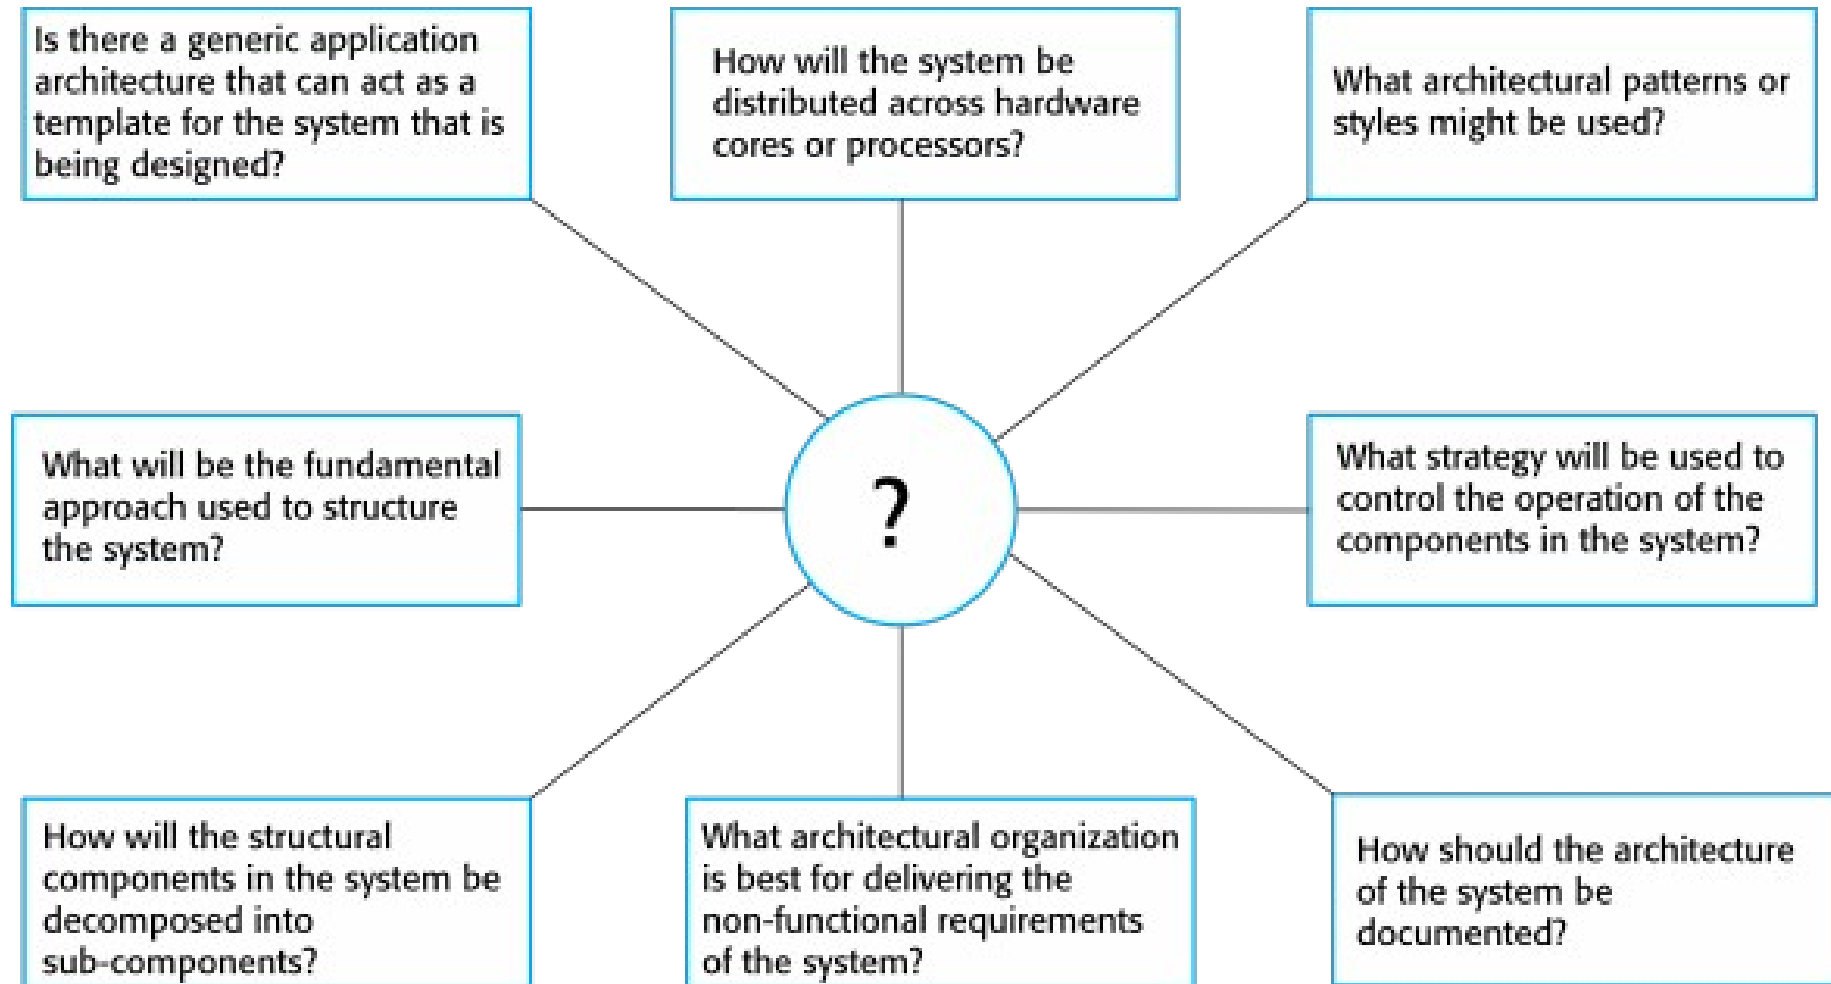 Is there a generic application
architecture that can act as a
template for the system that is
being designed?
How will the system be
distributed across hardware
cores or processors?
What architectural patterns or
styles might be used?
What will be the fundamental
approach used to structure
the system?
?
What strategy will be used to
control the operation of the
components in the system?
How will the structural
components in the system be
decomposed into
sub-components?
What architectural organization
is best for delivering the
non-functional requirements
of the system?
How should the architecture
of the system be
documented?